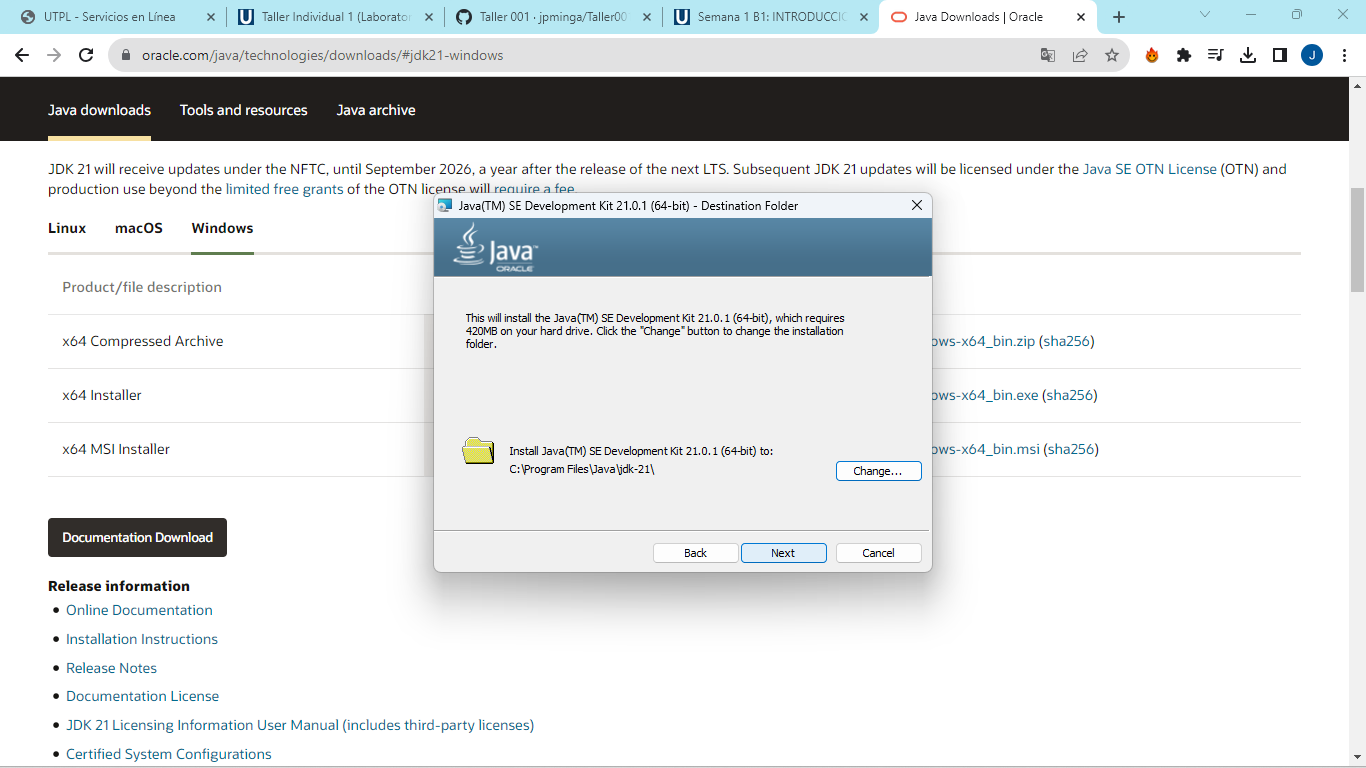 UTPL - Servicios en Línea
Taller Individual 1 (Laborator
Taller 001 · jpminga/Taller00
Semana 1 B1: INTRODUCCIO
Java Downloads | Oracle
oracle.com/java/technologies/downloads/#jdk21-windows
J
Java downloads
Tools and resources
Java archive
JDK 21 will receive updates under the NFTC, until September 2026, a year after the release of the next LTS. Subsequent JDK 21 updates will be licensed under the Java SE OTN License (OTN) and
production use beyond the limited free grants of the OTN license will require a fee.
Linux
macOS
Windows
Product/file description
x64 Compressed Archive
ows-x64_bin.zip (sha256)
x64 Installer
ows-x64_bin.exe (sha256)
x64 MSI Installer
ows-x64_bin.msi (sha256)
Java(TM) SE Development Kit 21.0.1 (64-bit) - Destination Folder
Java™
ORACLE
This will install the Java(TM) SE Development Kit 21.0.1 (64-bit), which requires
420MB on your hard drive. Click the "Change" button to change the installation
folder.
Install Java(TM) SE Development Kit 21.0.1 (64-bit) to:
C:\Program Files\Java\jdk-21\
Change...
Back
Next
Cancel
Documentation Download
Release information
Online Documentation
Installation Instructions
Release Notes
Documentation License
JDK 21 Licensing Information User Manual (includes third-party licenses)
Certified System Configurations